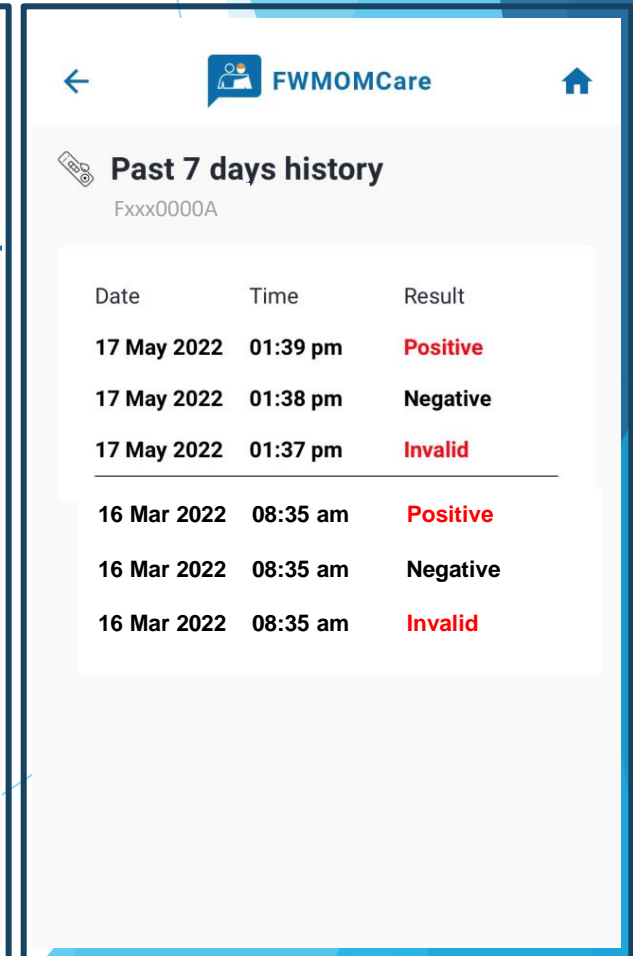 FWMOMCare
Past 7 days history
Fxxx0000A
Date Time Result
17 May 2022 01:39 pm Positive
17 May 2022 01:38 pm Negative
17 May 2022 01:37 pm Invalid
16 Mar 2022 08:35 am Positive
16 Mar 2022 08:35 am Negative
16 Mar 2022 08:35 am Invalid